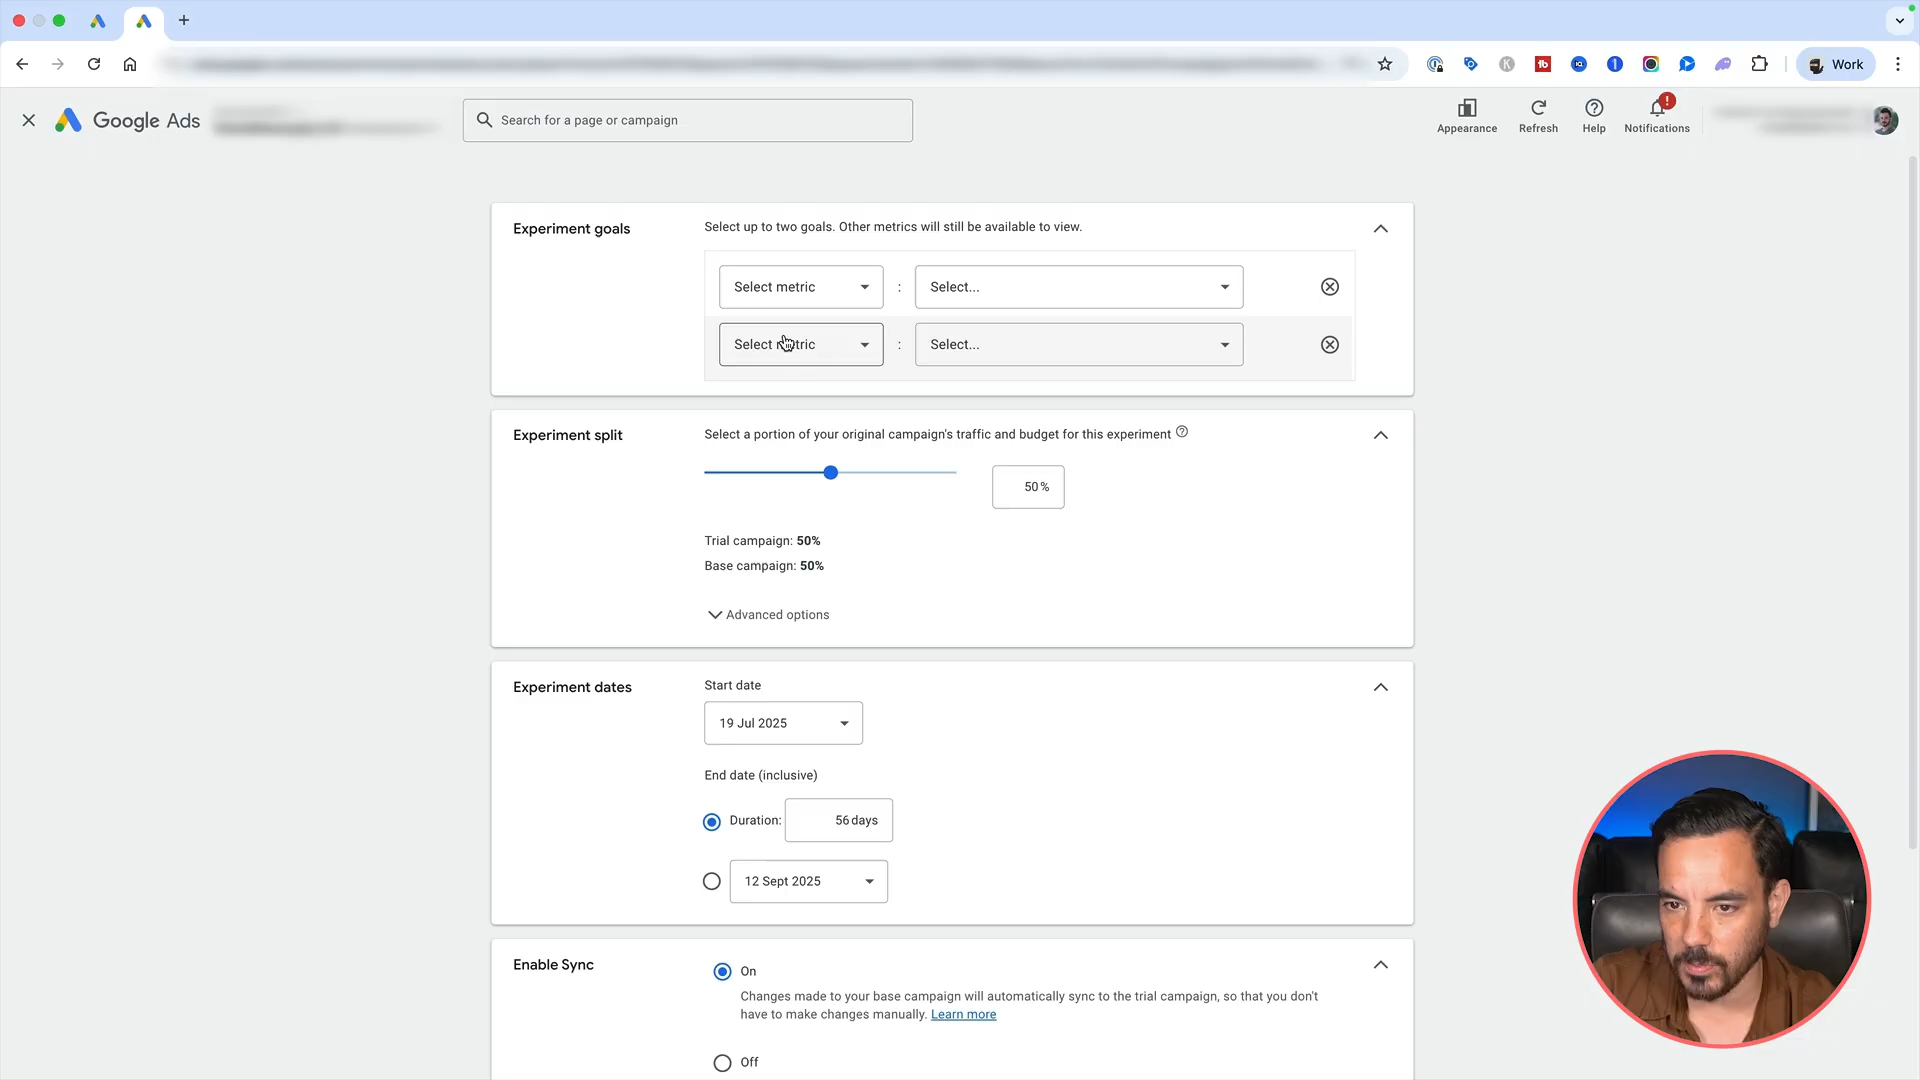 Work
Google Ads
Search for a page or campaign
Appearance
Refresh
Help
Notifications
Experiment goals
Select up to two goals. Other metrics will still be available to view.
Select metric
:
Select...
Select metric
:
Select...
Experiment split
Select a portion of your original campaign's traffic and budget for this experiment
50%
Trial campaign: 50%
Base campaign: 50%
Advanced options
Experiment dates
Start date
19 Jul 2025
End date (inclusive)
Duration:
56 days
12 Sept 2025
Enable Sync
On
Changes made to your base campaign will automatically sync to the trial campaign, so that you don't
have to make changes manually. Learn more
Off